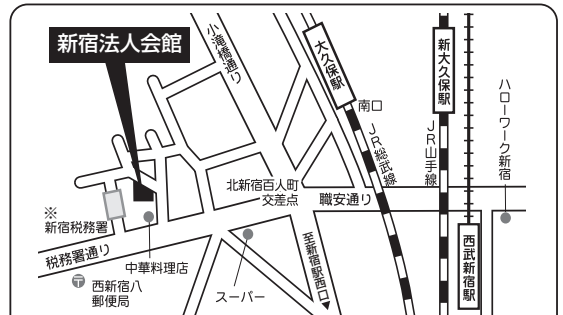 新宿法人会館
小滝橋通り
大久保駅
南口
JR総武線
新大久保駅
JR山手線
ハローワーク新宿
北新宿百人町
交差点
職安通り
※
新宿税務署
税務署通り
中華料理店
〒
西新宿八
郵便局
スーパー
至新宿駅西口
西武新宿駅